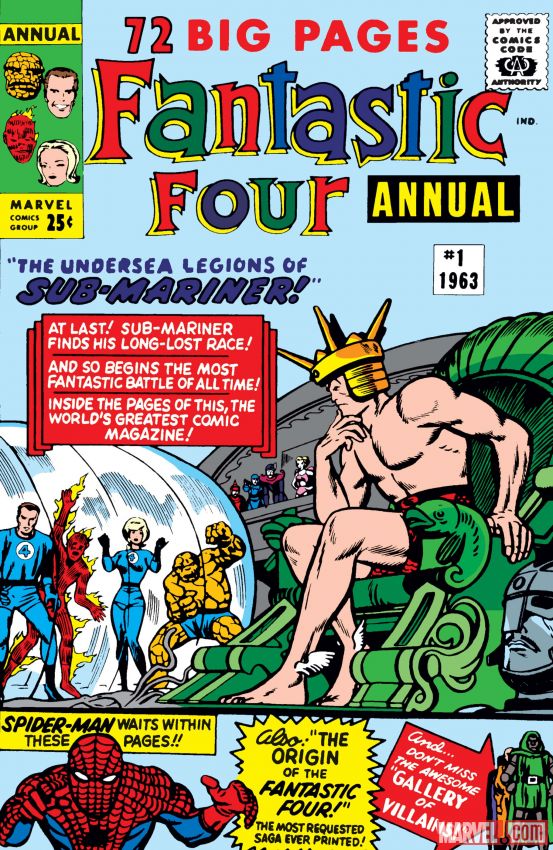 ANNUAL
72 BIG PAGES
APPROVED
BY THE
COMICS
CODE
CA
AUTHORITY
Fantastic
IND.
Four ANNUAL
MARVEL
COMICS
GROUP 25¢
#1
1963
"THE UNDERSEA LEGIONS OF
SUB-MARINER!"
AT LAST! SUB-MARINER
FINDS HIS LONG-LOST RACE!
AND SO BEGINS THE MOST
FANTASTIC BATTLE OF ALL TIME!
INSIDE THE PAGES OF THIS, THE
WORLD'S GREATEST COMIC
MAGAZINE!
4
SPIDER-MAN WAITS WITHIN
THESE PAGES!!
Also: "THE
ORIGIN
OF THE
FANTASTIC
FOUR!"
THE MOST REQUESTED
SAGA EVER PRINTED!
And...
DON'T MISS
THE AWESOME
"GALLERY
OF
MARVEL.com